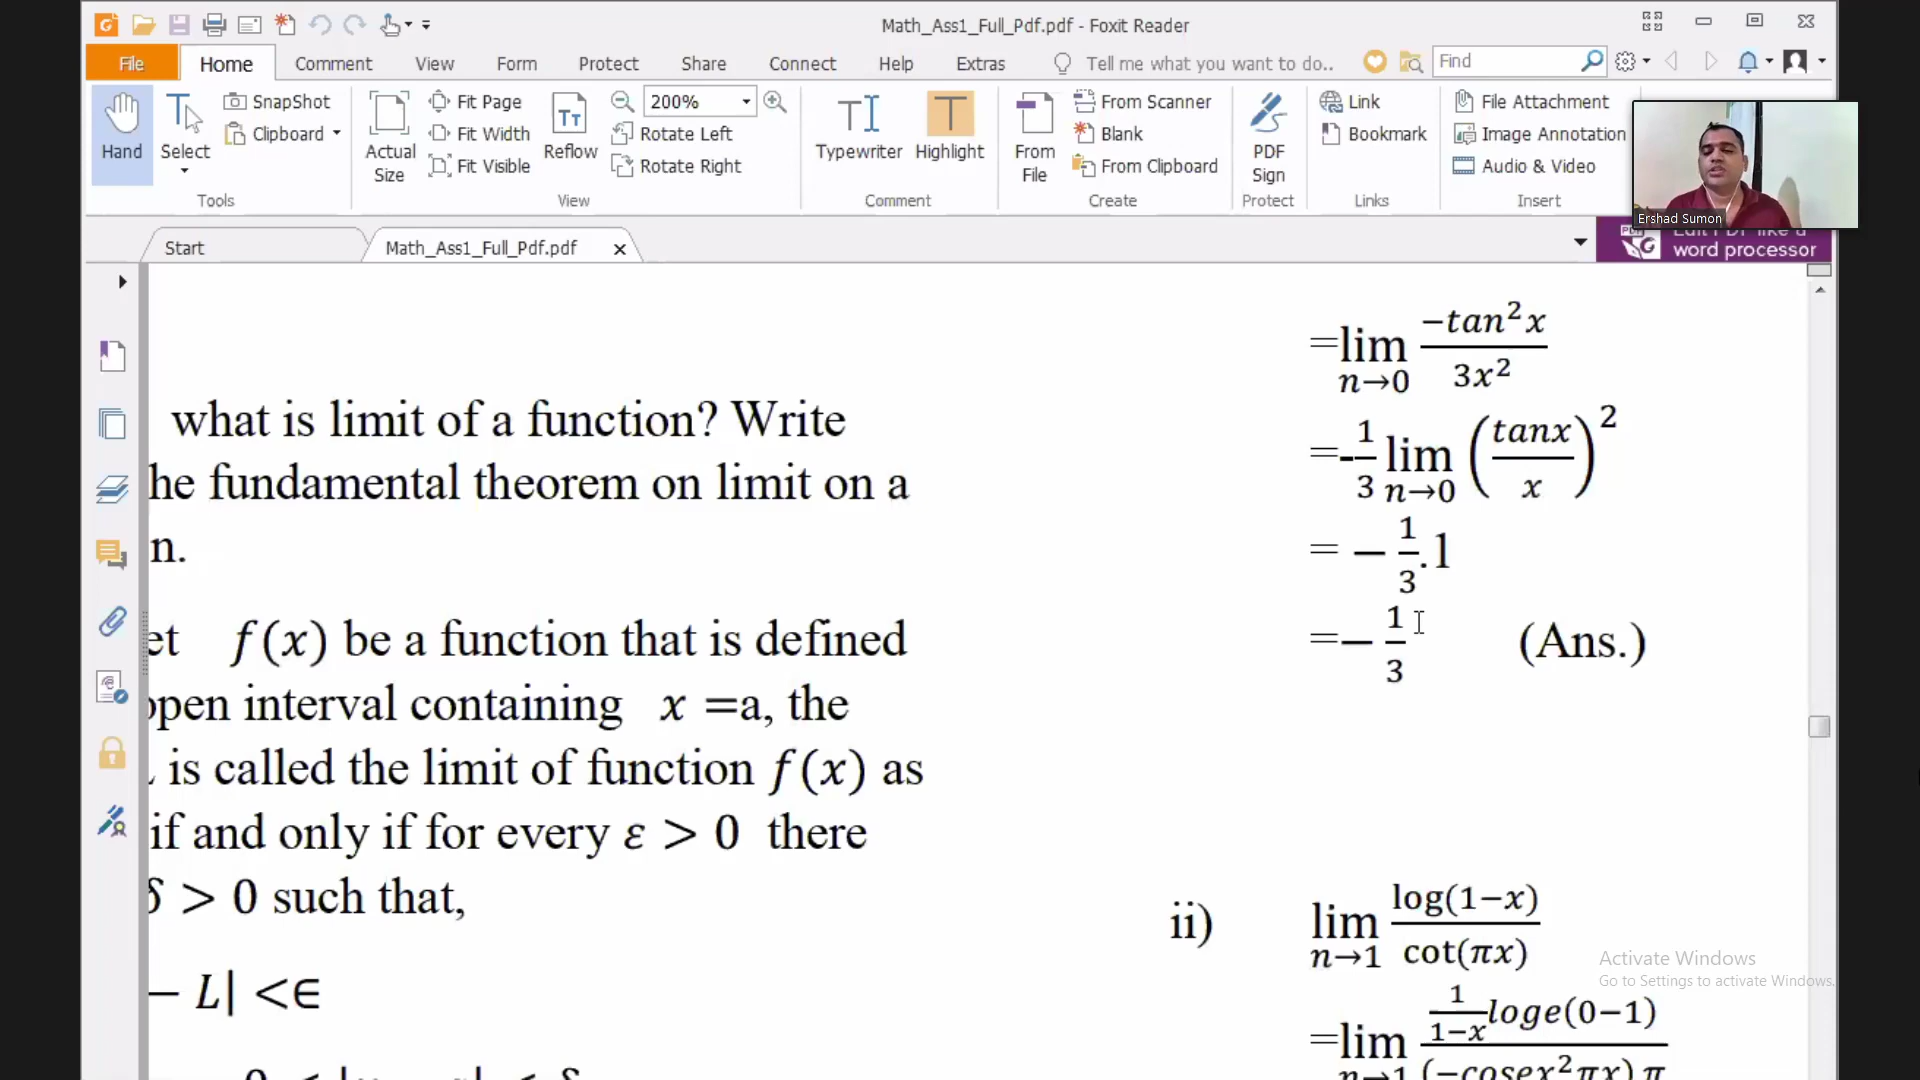 Math_Ass1_Full_Pdf.pdf - Foxit Reader
File Home Comment View Form Protect Share Connect Help Extras Tell me what you want to do.. Find
Hand
Select
SnapShot
Clipboard
Tools
Actual Size
Fit Page
Fit Width
Fit Visible
Reflow
200%
Rotate Left
Rotate Right
View
Typewriter
Highlight
Comment
From File
From Scanner
Blank
From Clipboard
Create
PDF Sign
Protect
Link
Bookmark
Links
File Attachment
Image Annotation
Audio & Video
Insert
Ershad Sumon
Start
Math_Ass1_Full_Pdf.pdf
Edit PDF like a
word processor
what is limit of a function? Write
he fundamental theorem on limit on a
n.
et f(x) be a function that is defined
open interval containing x =a, the
is called the limit of function f(x) as
if and only if for every ε > 0 there
δ > 0 such that,
− L| <∈
=lim n→0 −tan²x / 3x²
=-1/3 lim n→0 (tanx / x)²
= − 1/3 .1
=− 1/3 (Ans.)
ii) lim n→1 log(1−x) / cot(πx)
=lim n→1 1/(1−x) loge(0−1) / (−cosex²πx) π
Activate Windows
Go to Settings to activate Windows.